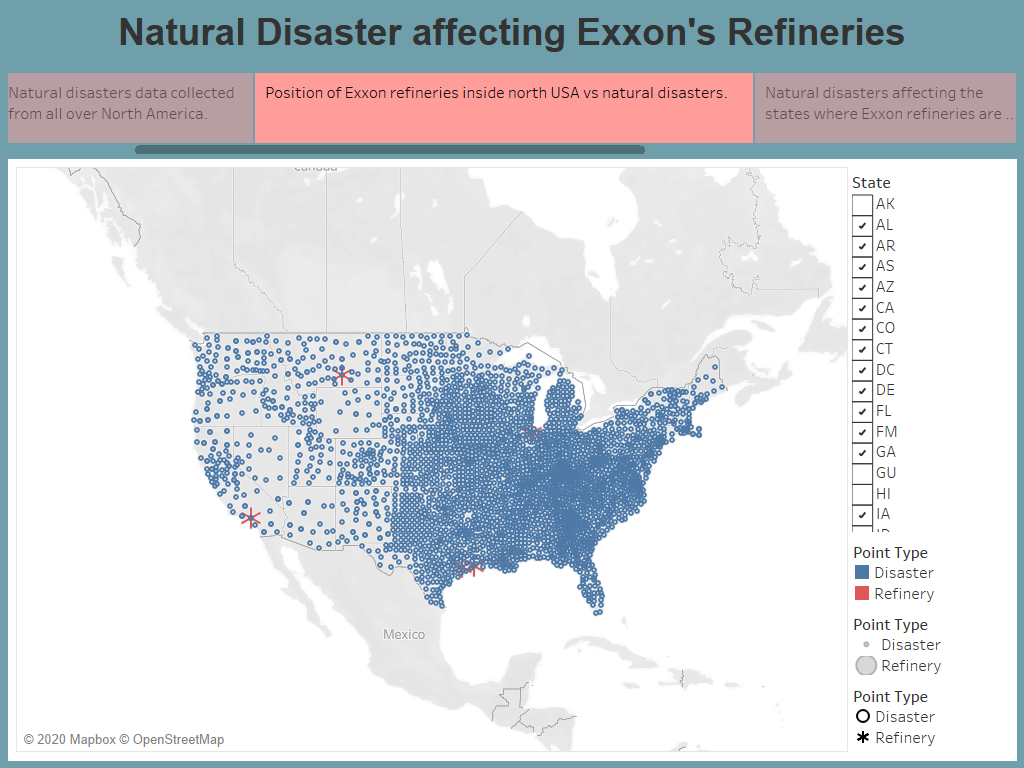 Natural Disaster affecting Exxon's Refineries
Natural disasters data collected
from all over North America.
Position of Exxon refineries inside north USA vs natural disasters.
Natural disasters affecting the
states where Exxon refineries are ..
Canada
Mexico
© 2020 Mapbox © OpenStreetMap
State
AK
AL
AR
AS
AZ
CA
CO
CT
DC
DE
FL
FM
GA
GU
HI
IA
Point Type
Disaster
Refinery
Point Type
Disaster
Refinery
Point Type
Disaster
Refinery